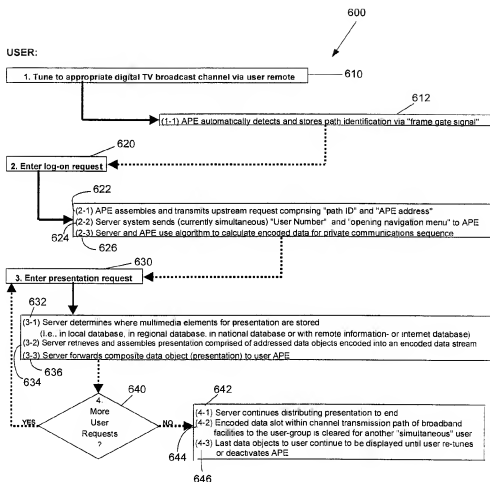 600
USER:
1. Tune to appropriate digital TV broadcast channel via user remote
610
612
(1-1) APE automatically detects and stores path identification via "frame gate signal"
620
2. Enter log-on request
622
(2-1) APE assembles and transmits upstream request comprising "path ID" and "APE address"
(2-2) Server system sends (currently simultaneous) "User Number" and "opening navigation menu" to APE
624
(2-3) Server and APE use algorithm to calculate encoded data for private communications sequence
626
630
3. Enter presentation request
632
(3-1) Server determines where multimedia elements for presentation are stored
(I.e., in local database, in regional database, in national database or with remote information- or Internet database)
(3-2) Server retrieves and assembles presentation comprised of addressed data objects encoded into an encoded data stream
(3-3) Server forwards composite data object (presentation) to user APE
634
636
640
4.
More
User
Requests
?
YES
NO
642
(4-1) Server continues distributing presentation to end
(4-2) Encoded data slot within channel transmission path of broadband
facilities to the user-group is cleared for another "simultaneous" user
644
(4-3) Last data objects to user continue to be displayed until user re-tunes
or deactivates APE
646